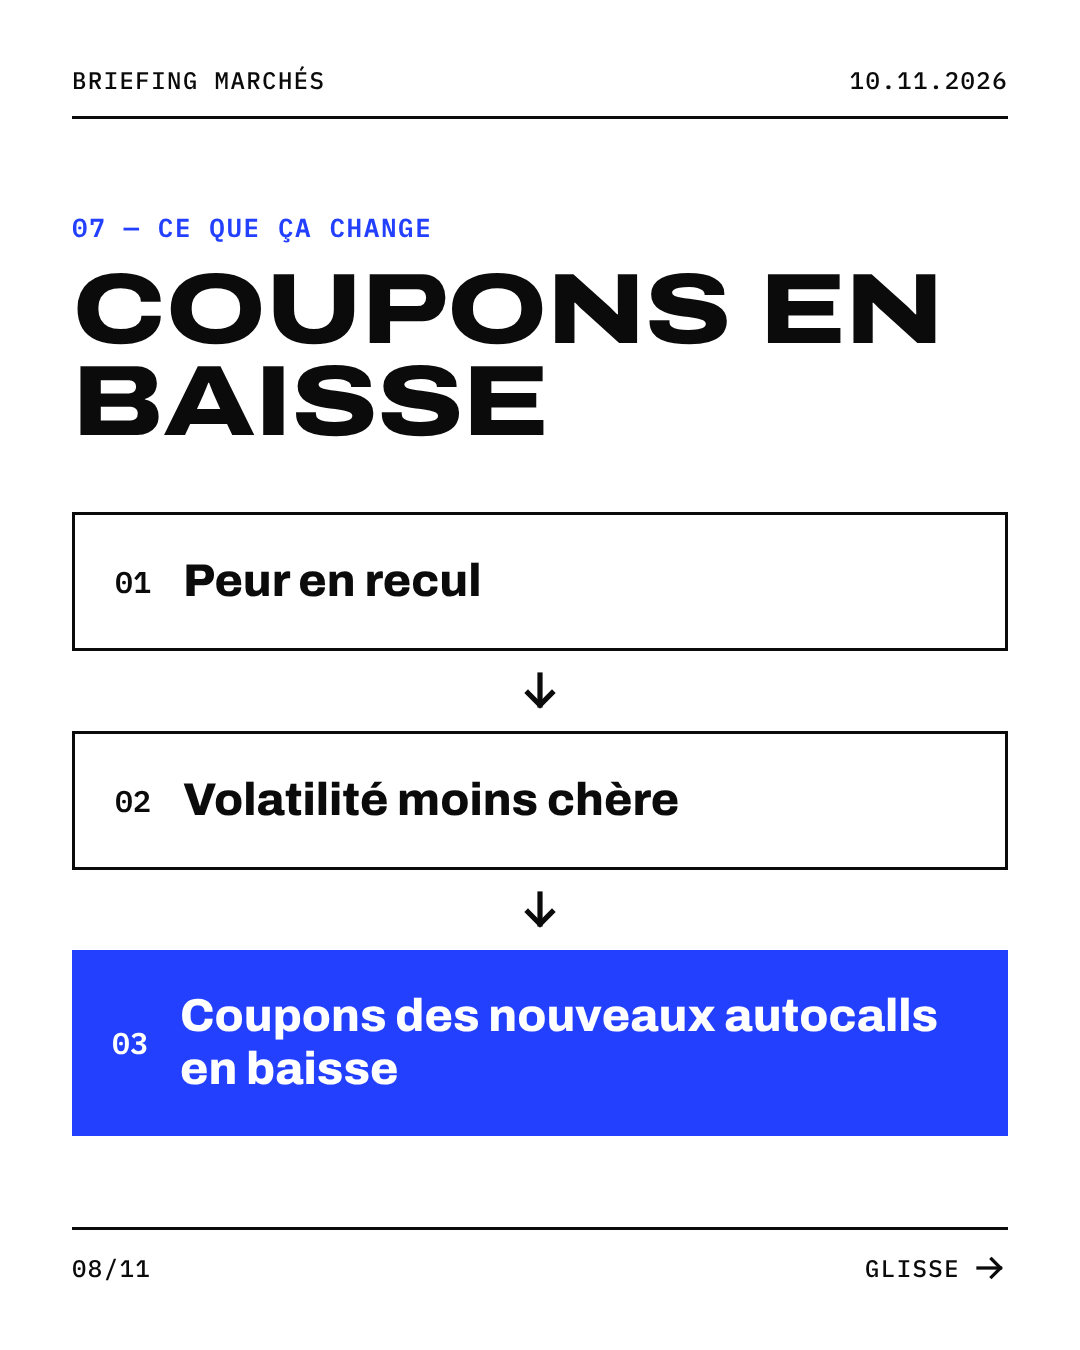 BRIEFING MARCHÉS
10.11.2026
07 — CE QUE ÇA CHANGE
COUPONS EN
BAISSE
01 Peur en recul
↓
02 Volatilité moins chère
↓
03 Coupons des nouveaux autocalls
en baisse
08/11
GLISSE →